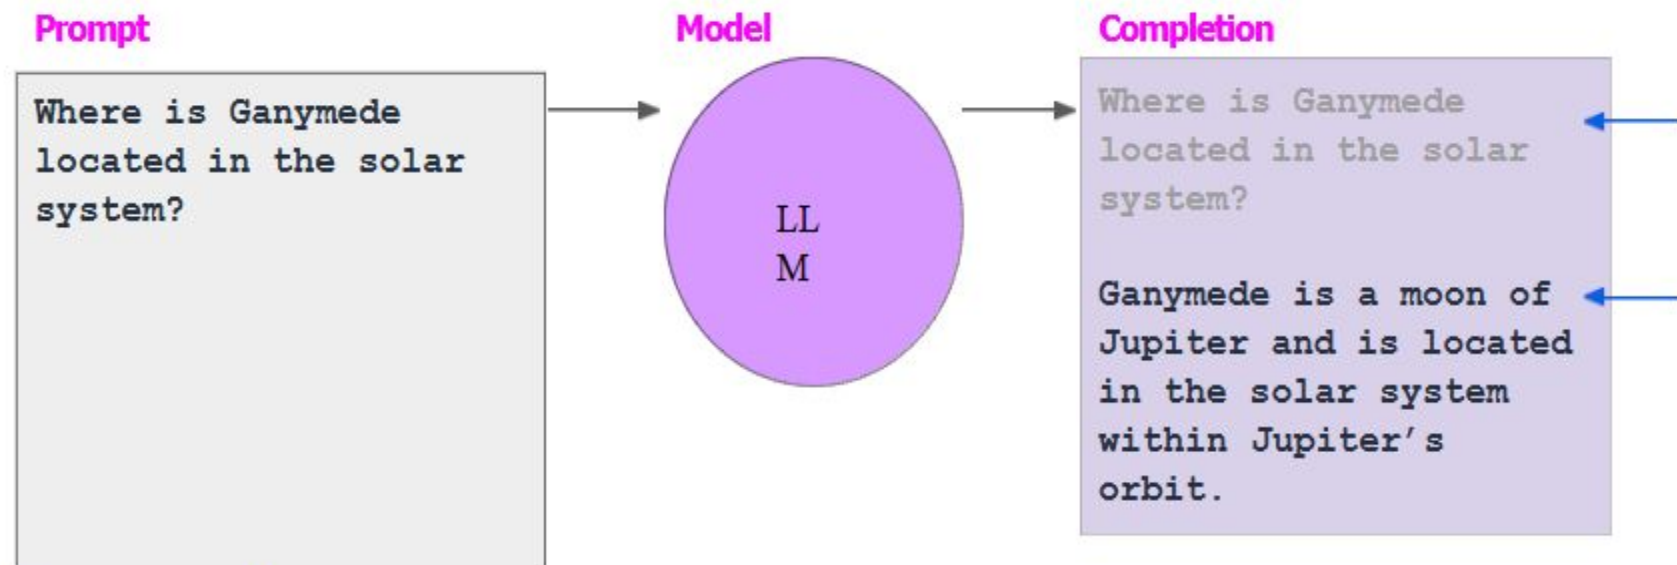 Prompt
Where is Ganymede
located in the solar
system?
Model
LL
M
Completion
Where is Ganymede
located in the solar
system?
Ganymede is a moon of
Jupiter and is located
in the solar system
within Jupiter’s
orbit.